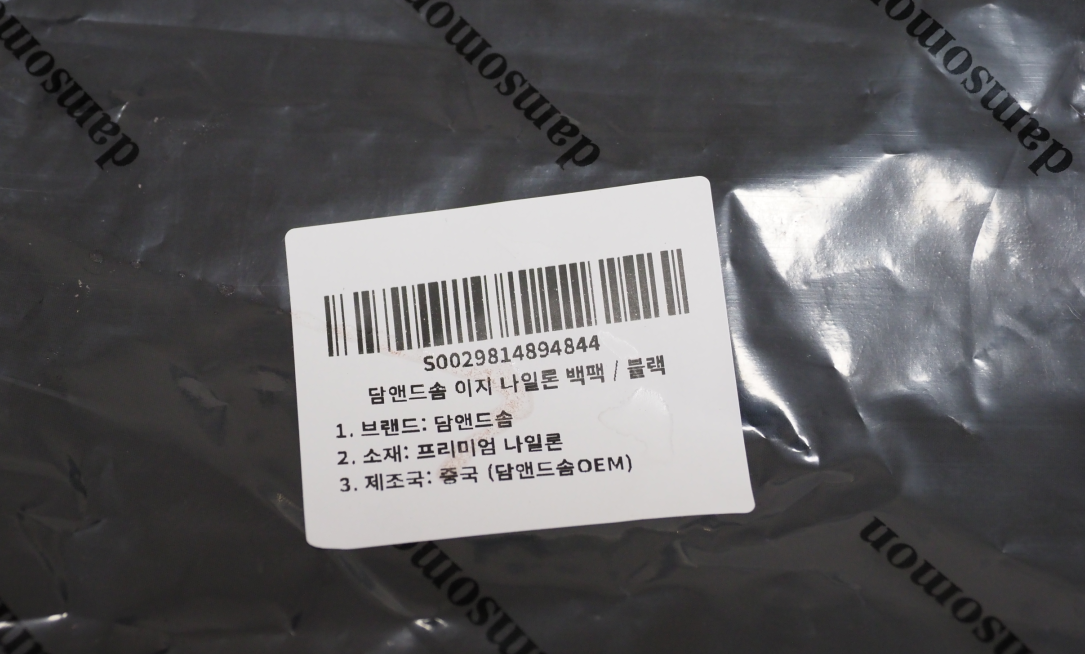 damsomon
damsomon
damsomon
S0029814894844
담앤드솜 이지 나일론 백팩 / 블랙
1. 브랜드: 담앤드솜
2. 소재: 프리미엄 나일론
3. 제조국: 중국 (담앤드솜OEM)
damsomon
damsomon